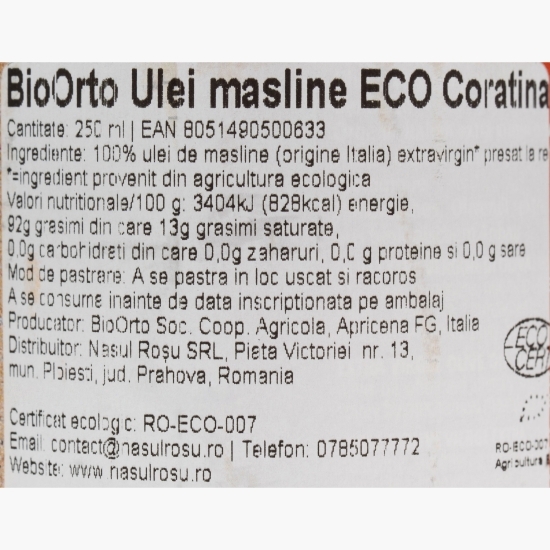 BioOrto Ulei masline ECO Coratina
Cantitate: 250 ml | EAN 8051490500633
Ingrediente: 100% ulei de masline (origine Italia) extravirgin* presat la re
*=ingredient provenit din agricultura ecologica
Valori nutritionale/100 g: 3404kJ (828kcal) energie,
92g grasimi din care 13g grasimi saturate,
0,0g carbohidrati din care 0,0g zaharuri, 0,0 g proteine si 0,0 g sare
Mod de pastrare: A se pastra in loc uscat si racoros
A se consuma inainte de data inscriptionata pe ambalaj
Producator: BioOrto Soc. Coop. Agricola, Apricena FG, Italia
Distribuitor: Nasul Roșu SRL, Piata Victoriei nr. 13,
mun. Ploiesti, jud. Prahova, Romania
ECO
CERT
Certificat ecologic: RO-ECO-007
Email: contact@nasulrosu.ro | Telefon: 0785077772
Website: www.nasulrosu.ro
RO-ECO-007
Agricultura